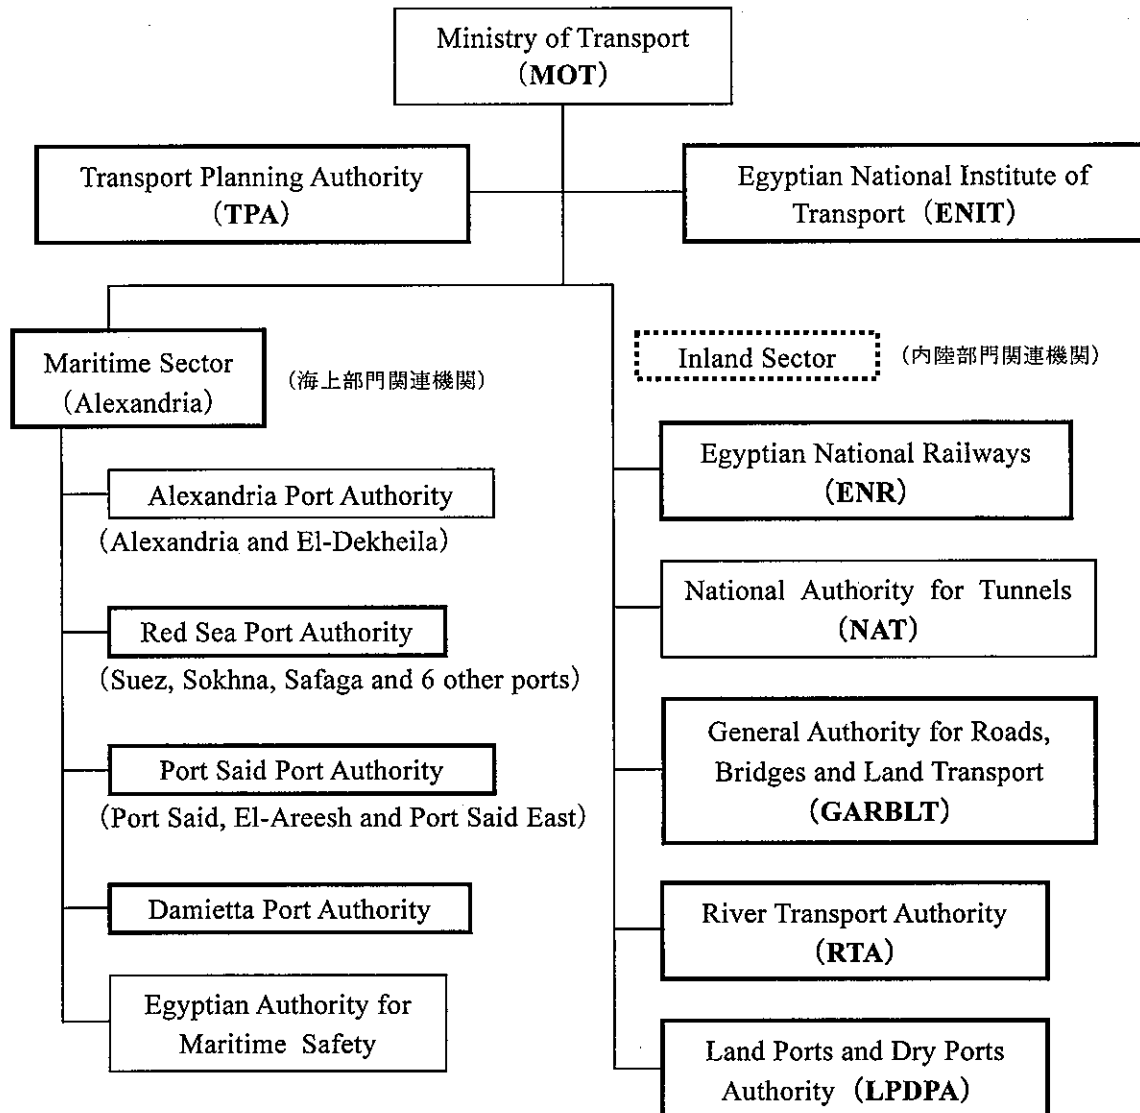 Ministry of Transport
(MOT)
Transport Planning Authority
(TPA)
Egyptian National Institute of
Transport (ENIT)
Maritime Sector
(Alexandria)
(海上部門関連機関)
Alexandria Port Authority
(Alexandria and El-Dekheila)
Red Sea Port Authority
(Suez, Sokhna, Safaga and 6 other ports)
Port Said Port Authority
(Port Said, El-Areesh and Port Said East)
Damietta Port Authority
Egyptian Authority for
Maritime Safety
Inland Sector
(内陸部門関連機関)
Egyptian National Railways
(ENR)
National Authority for Tunnels
(NAT)
General Authority for Roads,
Bridges and Land Transport
(GARBLT)
River Transport Authority
(RTA)
Land Ports and Dry Ports
Authority (LPDPA)